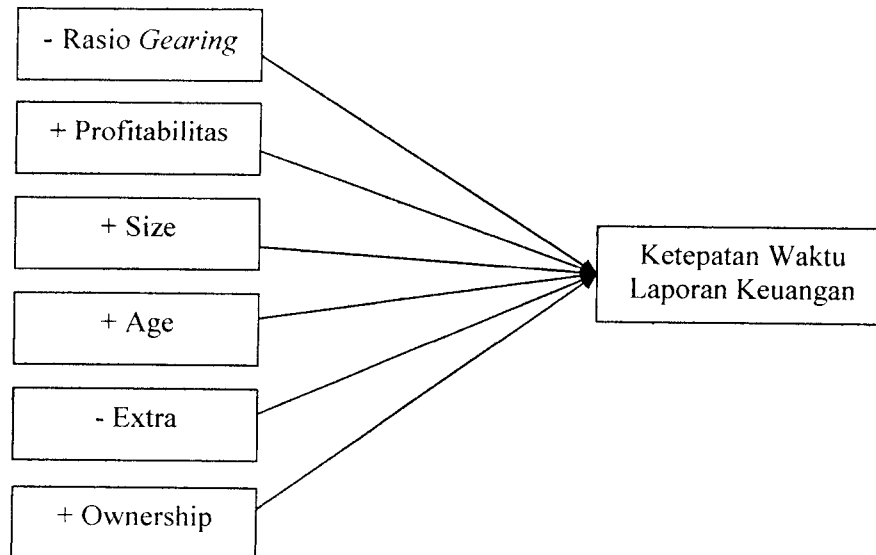 - Rasio Gearing
+ Profitabilitas
+ Size
+ Age
- Extra
+ Ownership
Ketepatan Waktu
Laporan Keuangan